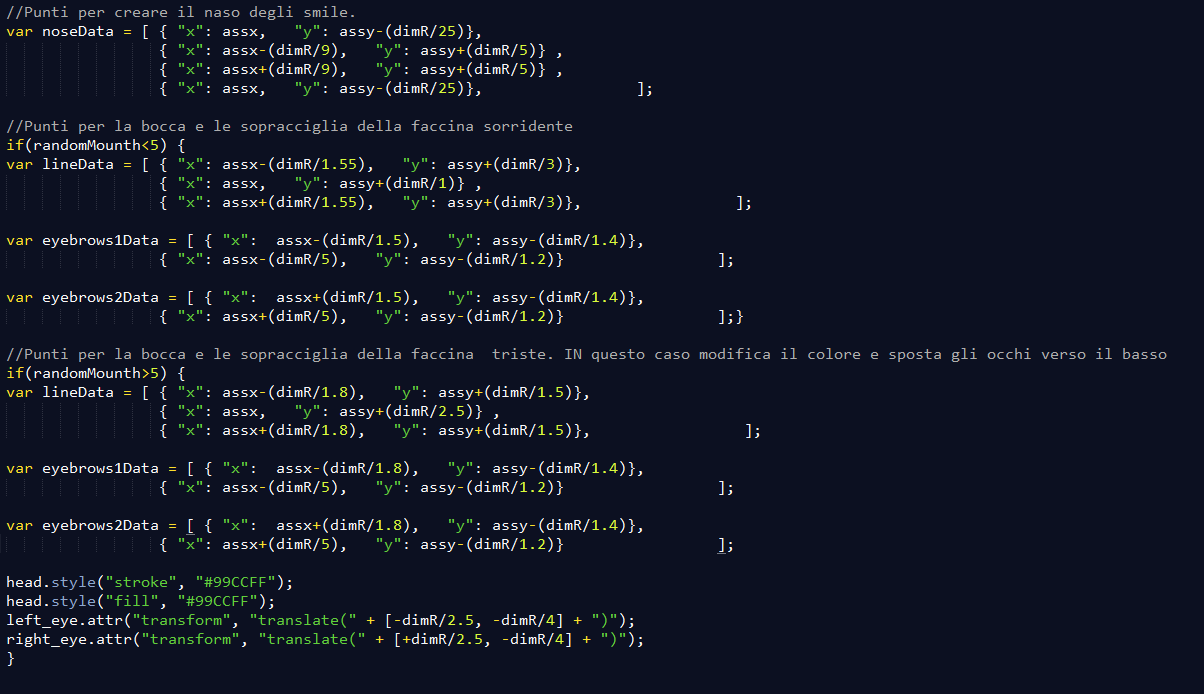 //Punti per creare il naso degli smile.
var noseData = [ { "x": assx,   "y": assy-(dimR/25)},
                 { "x": assx-(dimR/9),   "y": assy+(dimR/5)} ,
                 { "x": assx+(dimR/9),   "y": assy+(dimR/5)} ,
                 { "x": assx,   "y": assy-(dimR/25)},                 ];
//Punti per la bocca e le sopracciglia della faccina sorridente
if(randomMounth<5) {
var lineData = [ { "x": assx-(dimR/1.55),   "y": assy+(dimR/3)},
                 { "x": assx,   "y": assy+(dimR/1)} ,
                 { "x": assx+(dimR/1.55),   "y": assy+(dimR/3)},                 ];
var eyebrows1Data = [ { "x":  assx-(dimR/1.5),   "y": assy-(dimR/1.4)},
                 { "x": assx-(dimR/5),   "y": assy-(dimR/1.2)}                 ];
var eyebrows2Data = [ { "x":  assx+(dimR/1.5),   "y": assy-(dimR/1.4)},
                 { "x": assx+(dimR/5),   "y": assy-(dimR/1.2)}                 ];}
//Punti per la bocca e le sopracciglia della faccina  triste. IN questo caso modifica il colore e sposta gli occhi verso il basso
if(randomMounth>5) {
var lineData = [ { "x": assx-(dimR/1.8),   "y": assy+(dimR/1.5)},
                 { "x": assx,   "y": assy+(dimR/2.5)} ,
                 { "x": assx+(dimR/1.8),   "y": assy+(dimR/1.5)},                 ];
var eyebrows1Data = [ { "x":  assx-(dimR/1.8),   "y": assy-(dimR/1.4)},
                 { "x": assx-(dimR/5),   "y": assy-(dimR/1.2)}                 ];
var eyebrows2Data = [ { "x":  assx+(dimR/1.8),   "y": assy-(dimR/1.4)},
                 { "x": assx+(dimR/5),   "y": assy-(dimR/1.2)}                 ];
head.style("stroke", "#99CCFF");
head.style("fill", "#99CCFF");
left_eye.attr("transform", "translate(" + [-dimR/2.5, -dimR/4] + ")");
right_eye.attr("transform", "translate(" + [+dimR/2.5, -dimR/4] + ")");
}